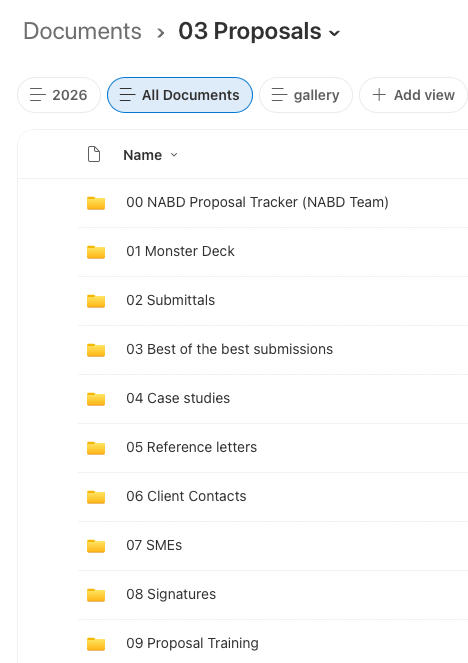 Documents > 03 Proposals
2026 All Documents gallery + Add view
Name
00 NABD Proposal Tracker (NABD Team)
01 Monster Deck
02 Submittals
03 Best of the best submissions
04 Case studies
05 Reference letters
06 Client Contacts
07 SMEs
08 Signatures
09 Proposal Training